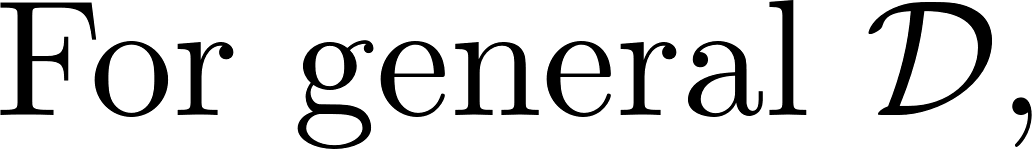 For general 𝒟,